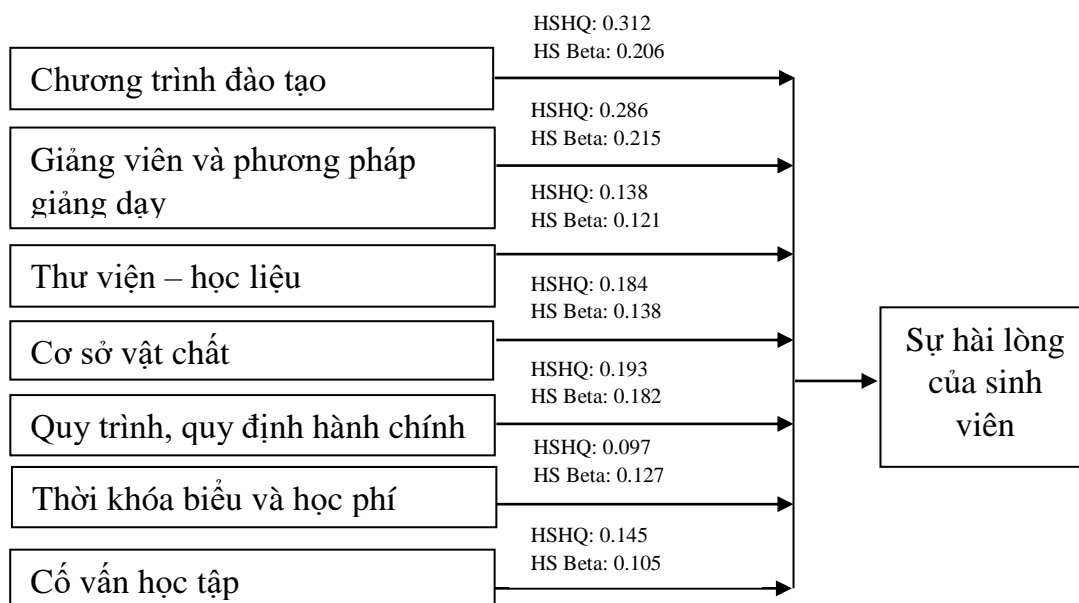 HSHQ: 0.312
HS Beta: 0.206
Chương trình đào tạo
HSHQ: 0.286
HS Beta: 0.215
Giảng viên và phương pháp
giảng dạy
HSHQ: 0.138
HS Beta: 0.121
Thư viện – học liệu
HSHQ: 0.184
HS Beta: 0.138
Cơ sở vật chất
HSHQ: 0.193
HS Beta: 0.182
Quy trình, quy định hành chính
HSHQ: 0.097
HS Beta: 0.127
Thời khóa biểu và học phí
HSHQ: 0.145
HS Beta: 0.105
Cố vấn học tập
Sự hài lòng
của sinh
viên